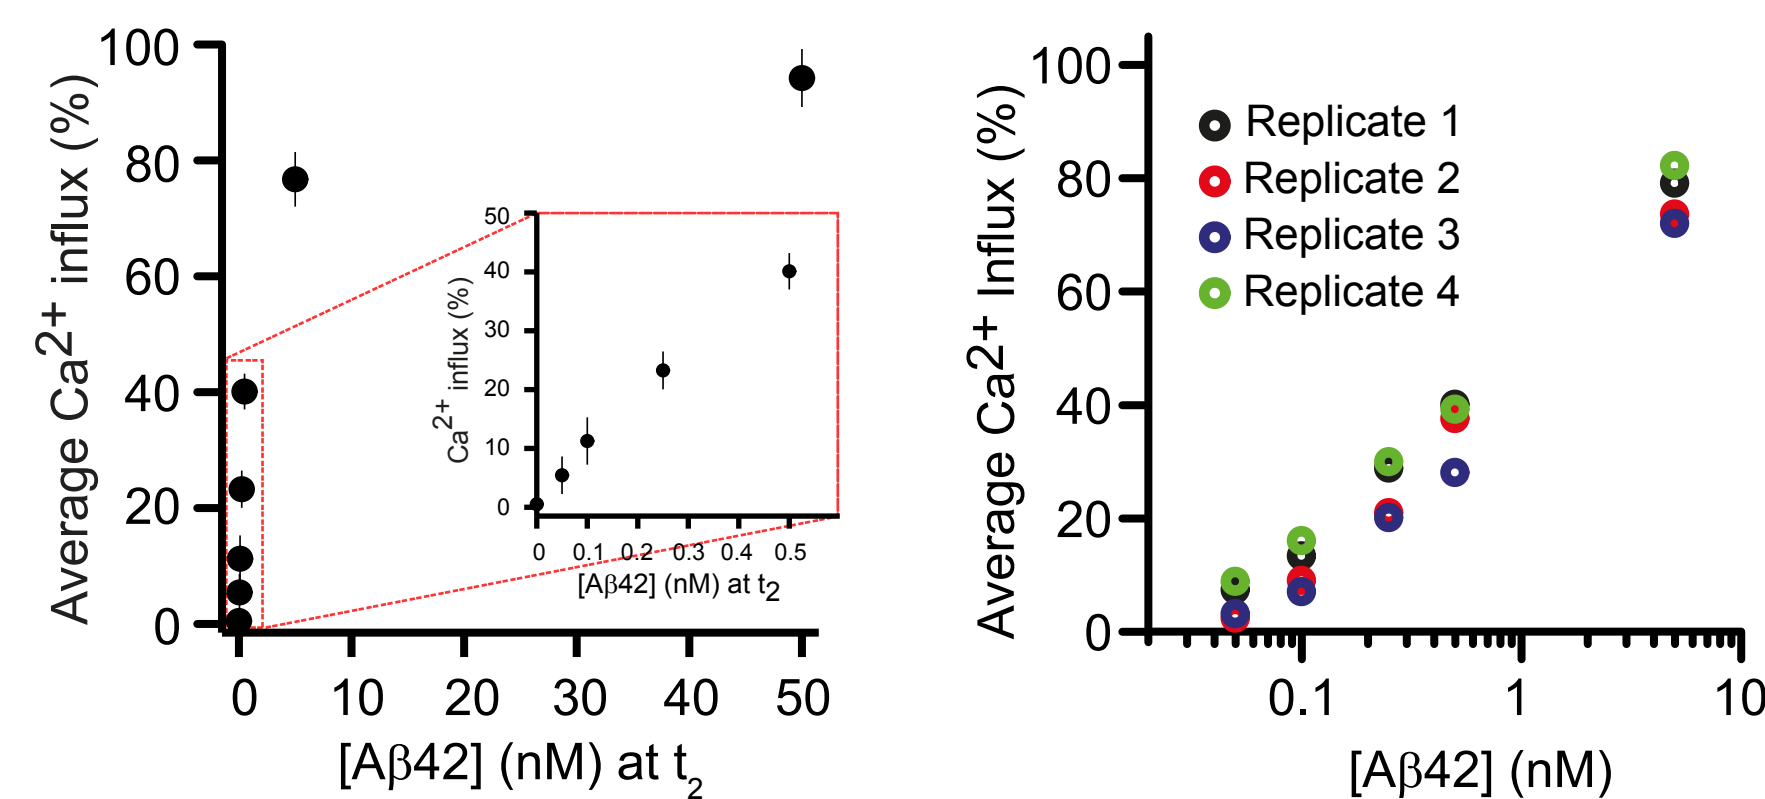 Average Ca2+ influx (%)
100
80
60
40
20
0
0 10 20 30 40 50
[Aβ42] (nM) at t2
Ca2+ influx (%)
50
40
30
20
10
0
0 0.1 0.2 0.3 0.4 0.5
[Aβ42] (nM) at t2
Average Ca2+ Influx (%)
100
80
60
40
20
0
Replicate 1
Replicate 2
Replicate 3
Replicate 4
0.1 1 10
[Aβ42] (nM)